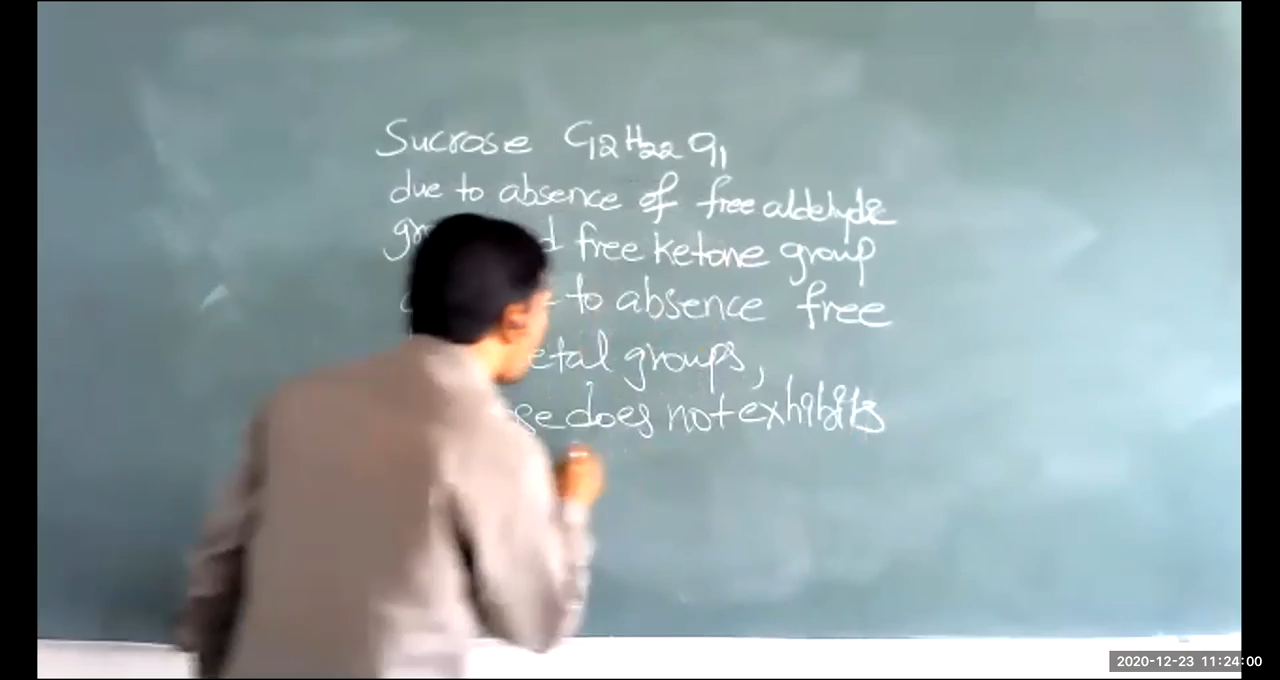 Sucrose C12H22O11
due to absence of free aldehyde
free ketone group
to absence free
etal groups,
does not exhibits
2020-12-23 11:24:00